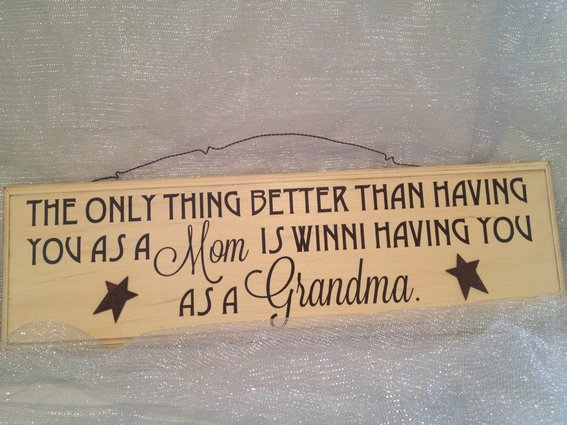 THE ONLY THING BETTER THAN HAVING
YOU AS A Mom IS WINNI HAVING YOU
AS A Grandma.